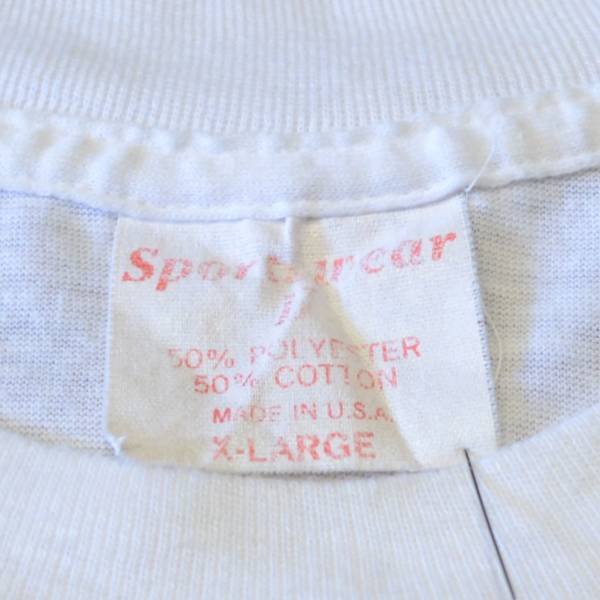 Sportswear
50% POLYESTER
50% COTTON
MADE IN U.S.A.
X-LARGE